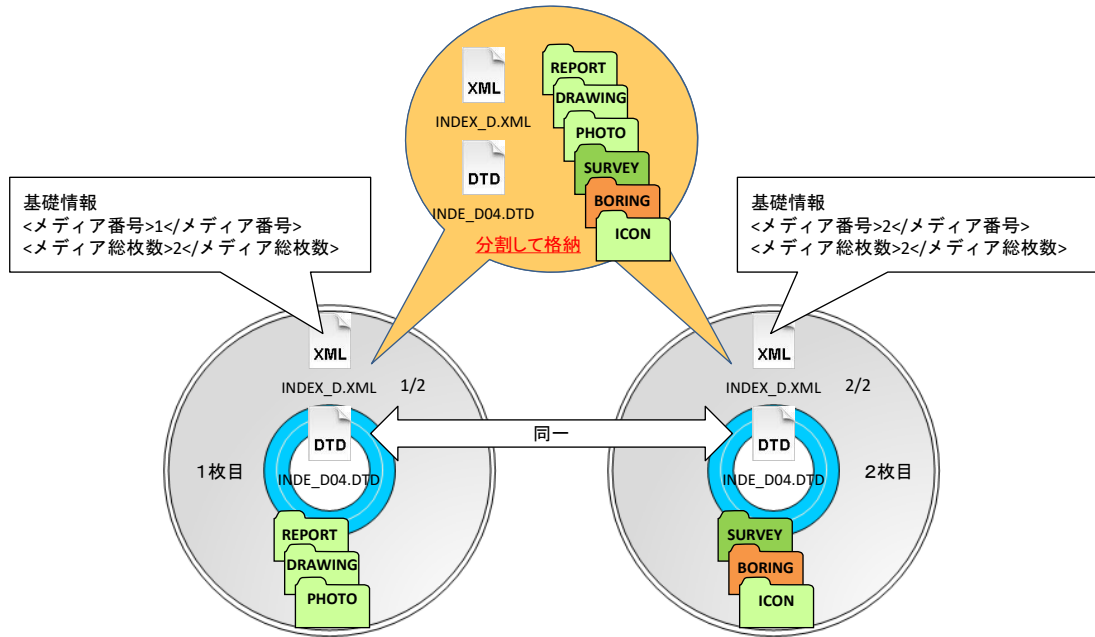 XML
INDEX_D.XML
DTD
INDE_D04.DTD
分割して格納
REPORT
DRAWING
PHOTO
SURVEY
BORING
ICON
基礎情報
<メディア番号>1</メディア番号>
<メディア総枚数>2</メディア総枚数>
基礎情報
<メディア番号>2</メディア番号>
<メディア総枚数>2</メディア総枚数>
XML
INDEX_D.XML
1/2
DTD
INDE_D04.DTD
1枚目
REPORT
DRAWING
PHOTO
同一
XML
INDEX_D.XML
2/2
DTD
INDE_D04.DTD
2枚目
SURVEY
BORING
ICON